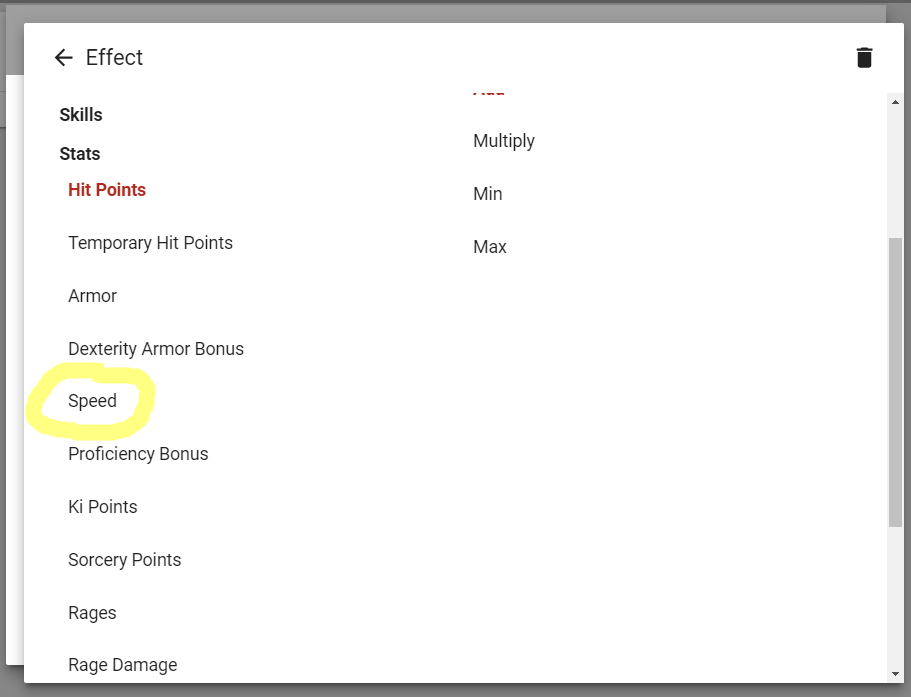 Effect
Skills
Stats
Hit Points
Temporary Hit Points
Armor
Dexterity Armor Bonus
Speed
Proficiency Bonus
Ki Points
Sorcery Points
Rages
Rage Damage
Multiply
Min
Max